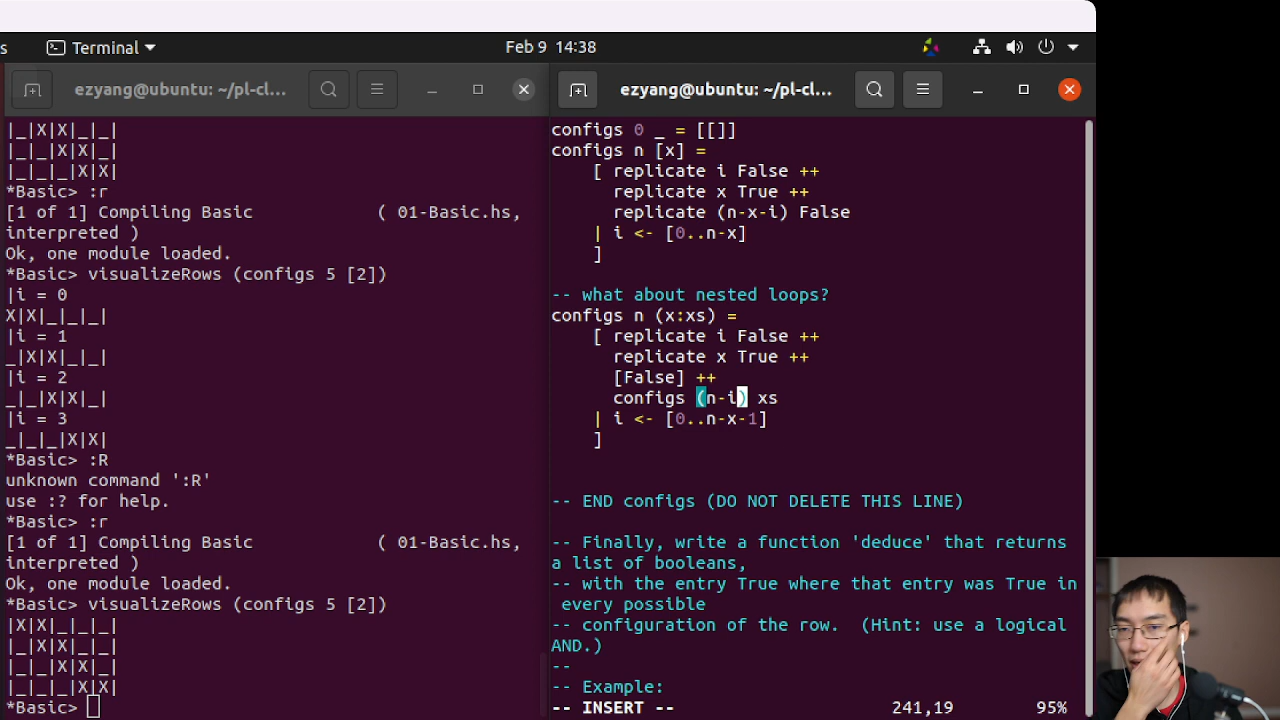 s Terminal Feb 9 14:38
ezyang@ubuntu: ~/pl-cl...
|_|X|X|_|_|
|_|_|X|X|_|
|_|_|_|X|X|
*Basic> :r
[1 of 1] Compiling Basic ( 01-Basic.hs,
interpreted )
Ok, one module loaded.
*Basic> visualizeRows (configs 5 [2])
|i = 0
X|X|_|_|_|
|i = 1
_|X|X|_|_|
|i = 2
_|_|X|X|_|
|i = 3
_|_|_|X|X|
*Basic> :R
unknown command ':R'
use :? for help.
*Basic> :r
[1 of 1] Compiling Basic ( 01-Basic.hs,
interpreted )
Ok, one module loaded.
*Basic> visualizeRows (configs 5 [2])
|X|X|_|_|_|
|_|X|X|_|_|
|_|_|X|X|_|
|_|_|_|X|X|
*Basic>
ezyang@ubuntu: ~/pl-cl...
configs 0 _ = [[]]
configs n [x] =
    [ replicate i False ++
      replicate x True ++
      replicate (n-x-i) False
    | i <- [0..n-x]
    ]
-- what about nested loops?
configs n (x:xs) =
    [ replicate i False ++
      replicate x True ++
      [False] ++
      configs (n-i) xs
    | i <- [0..n-x-1]
    ]
-- END configs (DO NOT DELETE THIS LINE)
-- Finally, write a function 'deduce' that returns
a list of booleans,
-- with the entry True where that entry was True in
every possible
-- configuration of the row.  (Hint: use a logical
AND.)
--
-- Example:
-- INSERT -- 241,19 95%